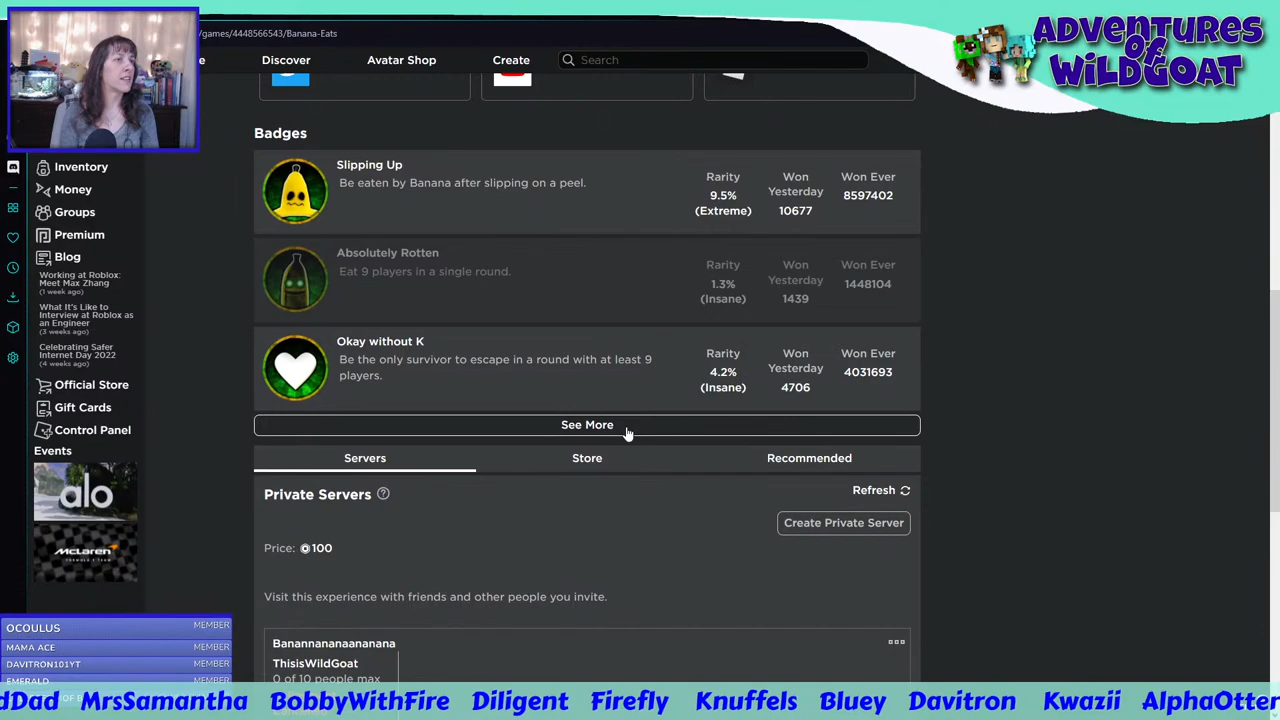 /games/4448566543/Banana-Eats
Adventures
of
WildGoat
Discover
Avatar Shop
Create
Search
Badges
Inventory
Money
Groups
Premium
Blog
Working at Roblox:
Meet Max Zhang
(1 week ago)
What It's Like to
Interview at Roblox as
an Engineer
(3 weeks ago)
Celebrating Safer
Internet Day 2022
(4 weeks ago)
Official Store
Gift Cards
Control Panel
Events
alo
McLaren
Slipping Up
Be eaten by Banana after slipping on a peel.
Rarity
9.5%
(Extreme)
Won
Yesterday
10677
Won Ever
8597402
Absolutely Rotten
Eat 9 players in a single round.
Rarity
1.3%
(Insane)
Won
Yesterday
1439
Won Ever
1448104
Okay without K
Be the only survivor to escape in a round with at least 9
players.
Rarity
4.2%
(Insane)
Won
Yesterday
4706
Won Ever
4031693
See More
Servers
Store
Recommended
Private Servers
Refresh
Create Private Server
Price: 100
Visit this experience with friends and other people you invite.
Banannananaananana
ThisisWildGoat
0 of 10 people max
OCOULUS MEMBER
MAMA ACE MEMBER
DAVITRON101YT MEMBER
EMERALD MEMBER
dDad MrsSamantha BobbyWithFire Diligent Firefly Knuffels Bluey Davitron Kwazii AlphaOtter